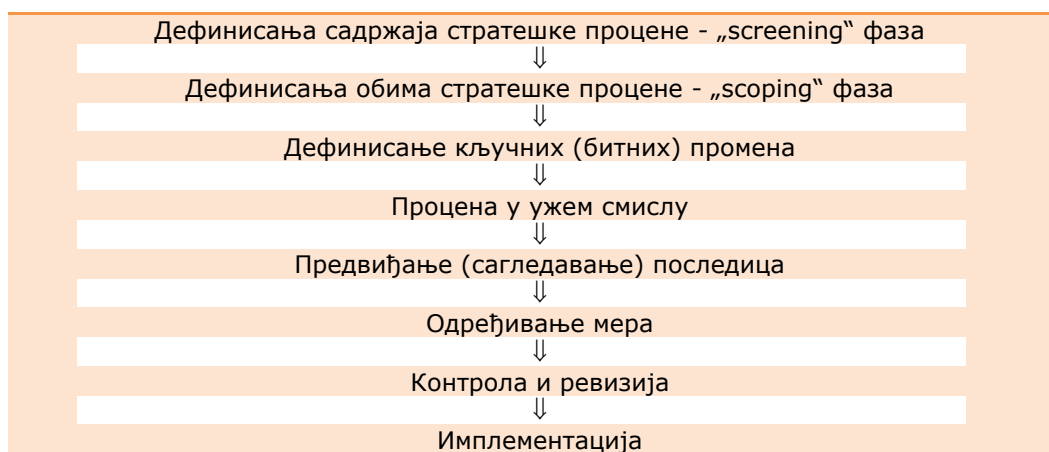 Дефинисања садржаја стратешке процене - „screening“ фаза
⇓
Дефинисања обима стратешке процене - „scoping“ фаза
⇓
Дефинисање кључних (битних) промена
⇓
Процена у ужем смислу
⇓
Предвиђање (сагледавање) последица
⇓
Одређивање мера
⇓
Контрола и ревизија
⇓
Имплементација